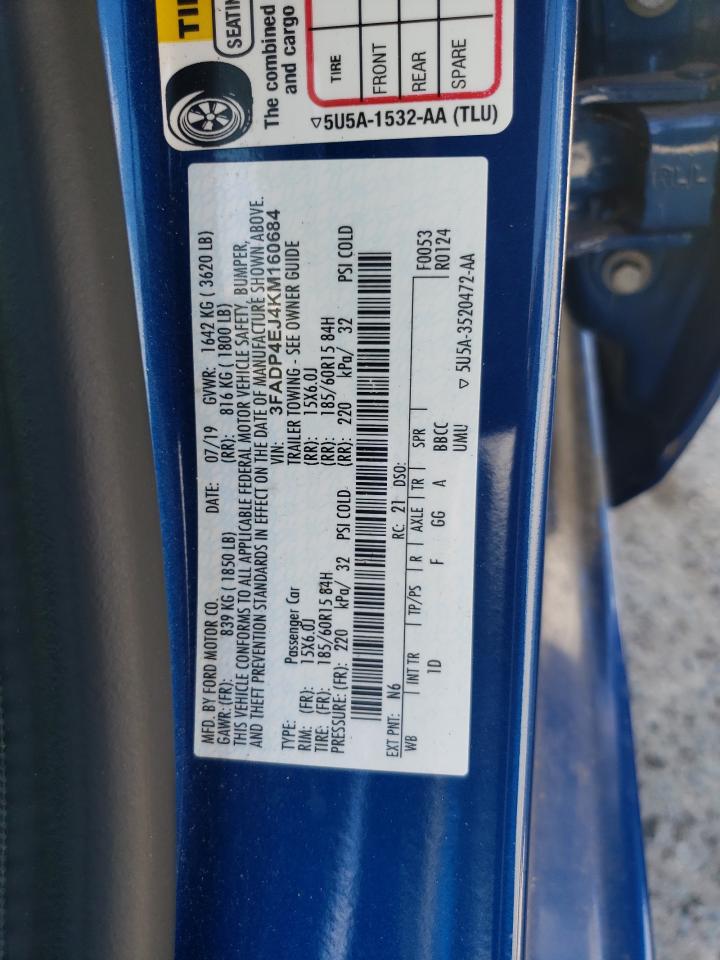 TIRE
FRONT
REAR
SPARE
The combined
and cargo
▽5U5A-1532-AA (TLU)
MFD. BY FORD MOTOR CO. DATE: 07/19 GVWR: 1642 KG ( 3620 LB)
GAWR: (FR): 839 KG ( 1850 LB) (RR): 816 KG ( 1800 LB)
THIS VEHICLE CONFORMS TO ALL APPLICABLE FEDERAL MOTOR VEHICLE SAFETY, BUMPER,
AND THEFT PREVENTION STANDARDS IN EFFECT ON THE DATE OF MANUFACTURE SHOWN ABOVE.
VIN: 3FADP4EJ4KM160684
TYPE: Passenger Car TRAILER TOWING - SEE OWNER GUIDE
RIM: (FR): 15X6.0J (RR): 15X6.0J
TIRE: (FR): 185/60R15 84H (RR): 185/60R15 84H
PRESSURE: (FR): 220 kPa/ 32 PSI COLD (RR): 220 kPa/ 32 PSI COLD
EXT PNT: N6 RC: 21 DSO: F0053
WB INT TR TP/PS R AXLE TR SPR R0124
1D F GG A BBCC
UMU
▽ 5U5A-3520472-AA
RLL